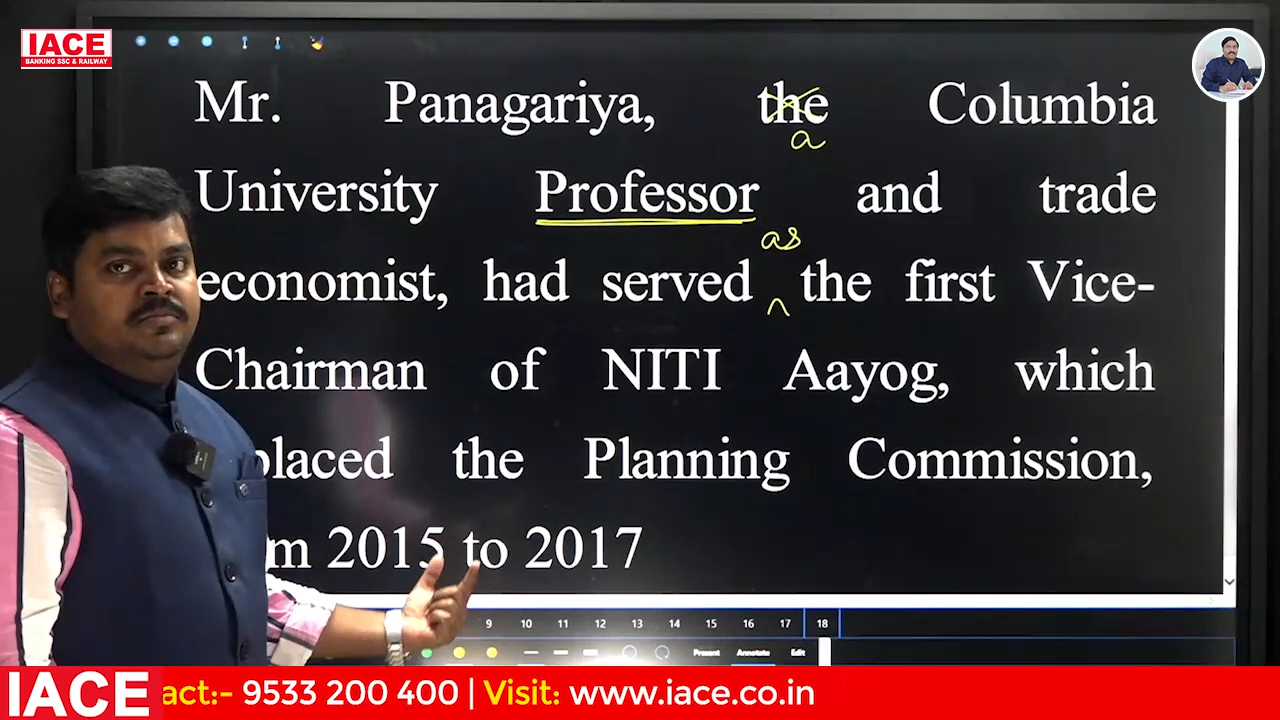 IACE
BANKING SSC & RAILWAY
Mr. Panagariya, the Columbia
a
University Professor and trade
as
economist, had served the first Vice-
Chairman of NITI Aayog, which
placed the Planning Commission,
m 2015 to 2017
9 10 11 12 13 14 15 16 17 18
Present Annotate Edit
IACE act:- 9533 200 400 | Visit: www.iace.co.in